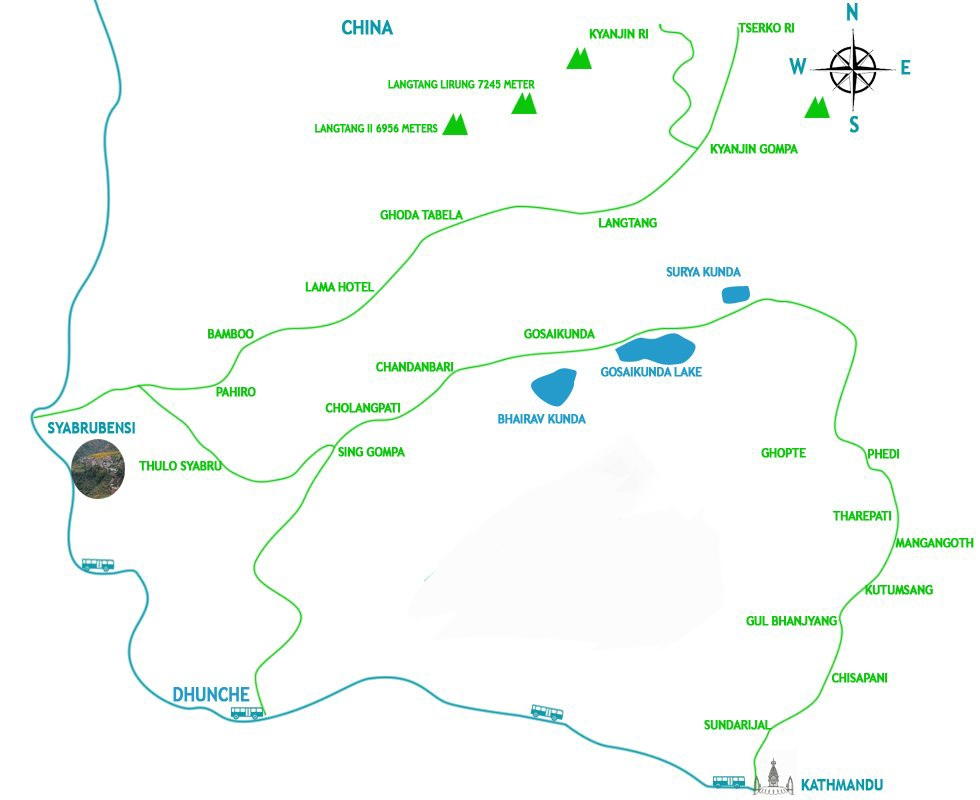 N
CHINA
KYANJIN RI
TSERKO RI
W
E
LANGTANG LIRUNG 7245 METER
LANGTANG II 6956 METERS
S
KYANJIN GOMPA
GHODA TABELA
LANGTANG
SURYA KUNDA
LAMA HOTEL
BAMBOO
GOSAIKUNDA
CHANDANBARI
GOSAIKUNDA LAKE
PAHIRO
CHOLANGPATI
BHAIRAV KUNDA
SYABRUBENSI
SING GOMPA
GHOPTE
PHEDI
THULO SYABRU
THAREPATI
MANGANGOTH
KUTUMSANG
GUL BHANJYANG
CHISAPANI
DHUNCHE
SUNDARIJAL
KATHMANDU